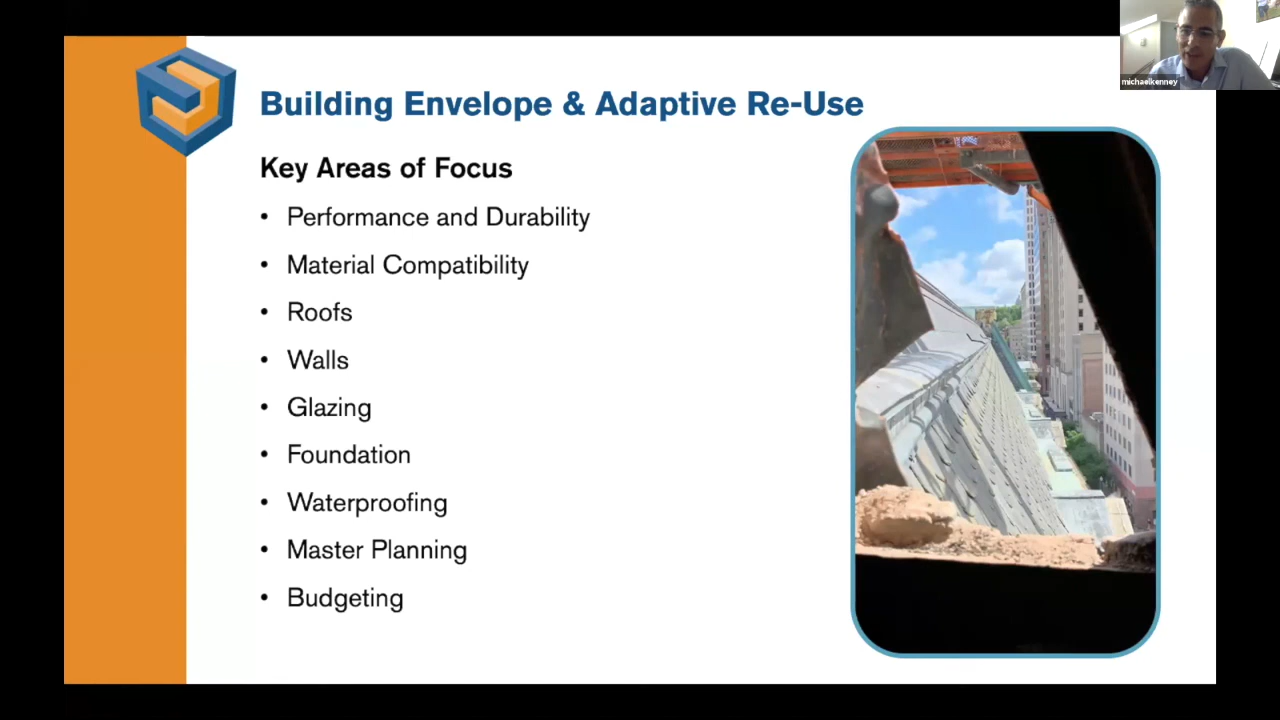 michaelkenney
Building Envelope & Adaptive Re-Use
Key Areas of Focus
• Performance and Durability
• Material Compatibility
• Roofs
• Walls
• Glazing
• Foundation
• Waterproofing
• Master Planning
• Budgeting